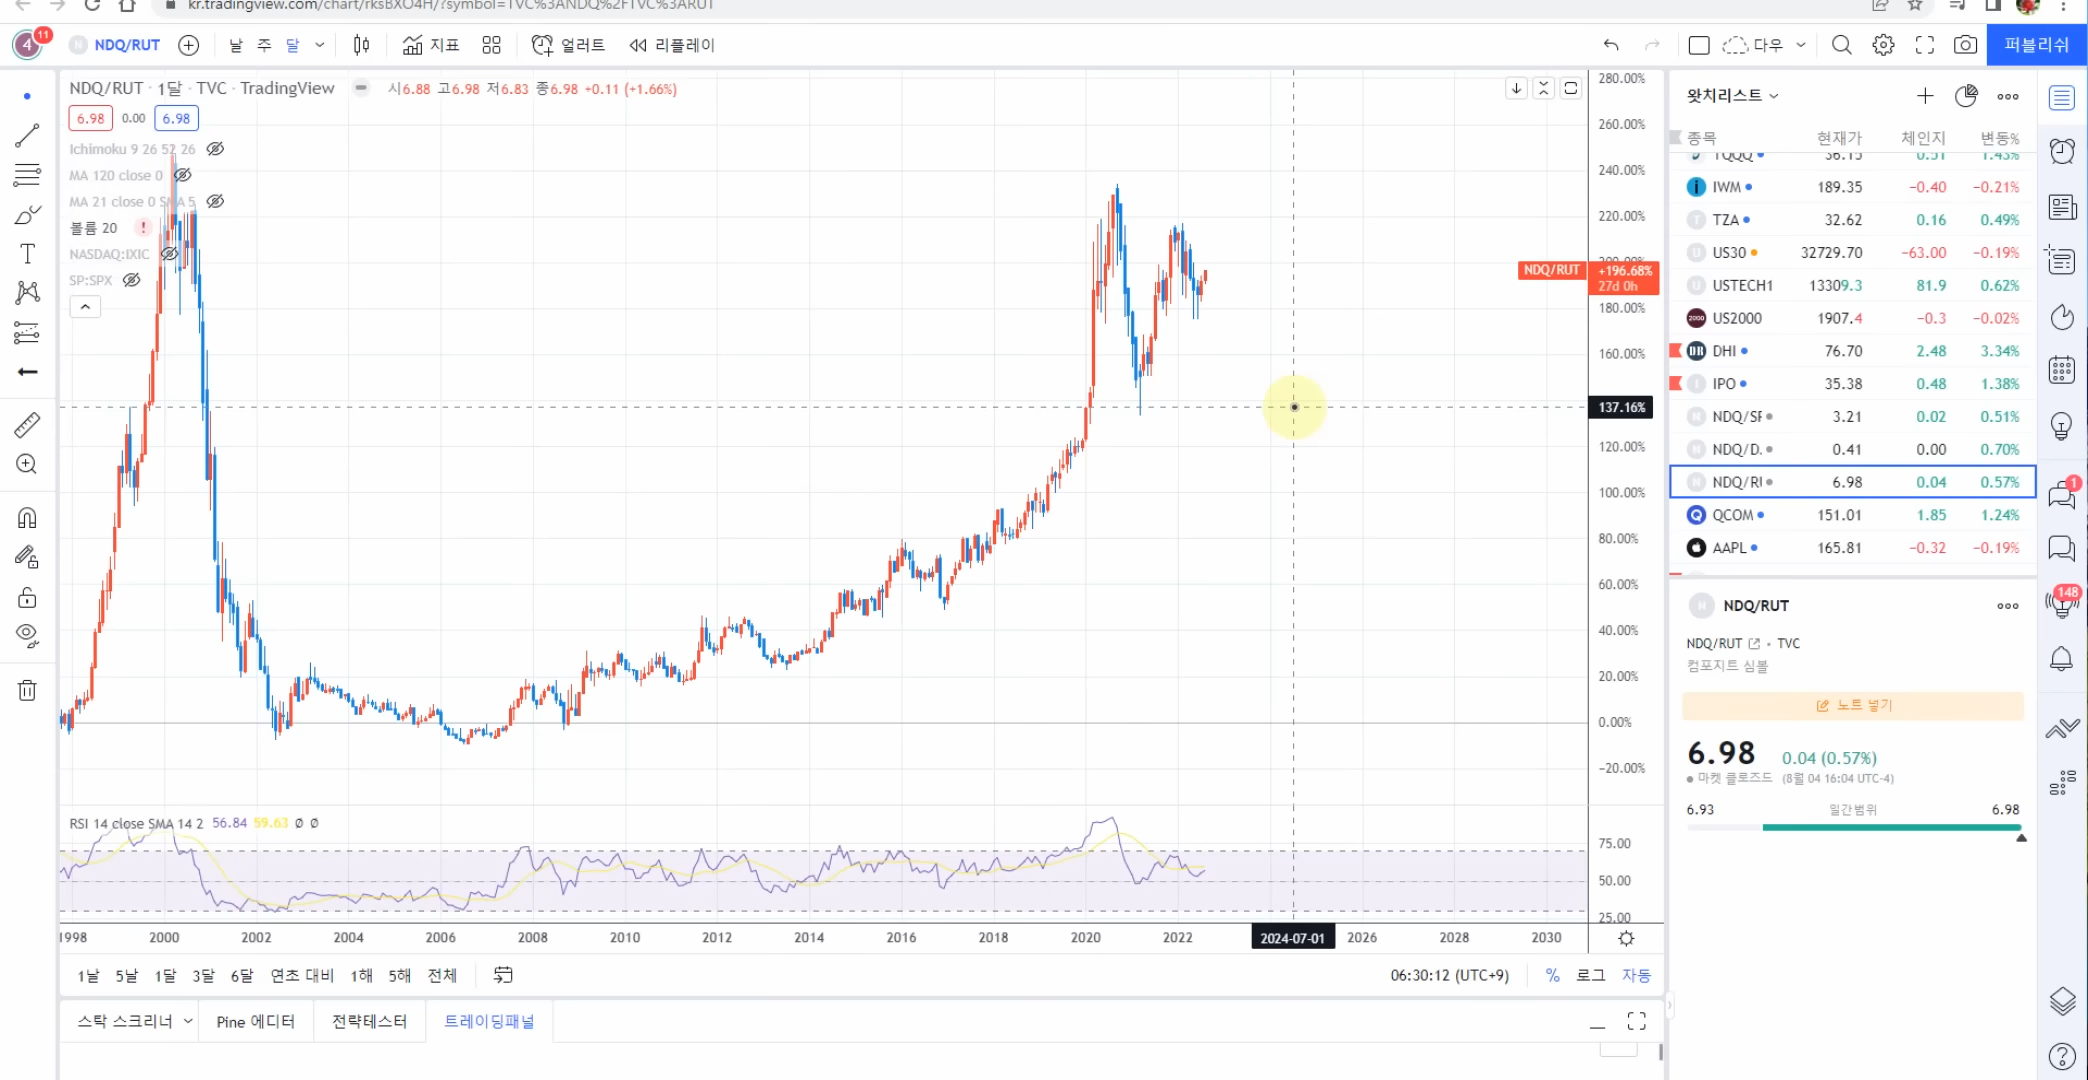 kr.tradingview.com/chart/rksBXO4H/?symbol=TVC%3ANDQ%2FTVC%3ARUT
4 11 NDQ/RUT 날 주 달 지표 얼러트 리플레이 다우 퍼블리쉬
NDQ/RUT · 1달 · TVC · TradingView 시6.88 고6.98 저6.83 종6.98 +0.11 (+1.66%)
6.98 0.00 6.98
Ichimoku 9 26 52 26
MA 120 close 0
MA 21 close 0 SMA 5
볼륨 20 !
NASDAQ:IXIC
SP:SPX
280.00%
260.00%
240.00%
220.00%
200.00%
NDQ/RUT +196.68%
27d 0h
180.00%
160.00%
137.16%
120.00%
100.00%
80.00%
60.00%
40.00%
20.00%
0.00%
−20.00%
RSI 14 close SMA 14 2 56.84 59.63 Ø Ø
75.00
50.00
25.00
1998 2000 2002 2004 2006 2008 2010 2012 2014 2016 2018 2020 2022 2024-07-01 2026 2028 2030
1날 5날 1달 3달 6달 연초 대비 1해 5해 전체 06:30:12 (UTC+9) % 로그 자동
스탁 스크리너 Pine 에디터 전략테스터 트레이딩패널
왓치리스트
종목 현재가 체인지 변동%
TQQQ 36.15 0.51 1.43%
IWM 189.35 −0.40 −0.21%
TZA 32.62 0.16 0.49%
US30 32729.70 −63.00 −0.19%
USTECH1 13309.3 81.9 0.62%
2000 US2000 1907.4 −0.3 −0.02%
DHI 76.70 2.48 3.34%
IPO 35.38 0.48 1.38%
NDQ/SF 3.21 0.02 0.51%
NDQ/D. 0.41 0.00 0.70%
NDQ/RI 6.98 0.04 0.57%
QCOM 151.01 1.85 1.24%
AAPL 165.81 −0.32 −0.19%
NDQ/RUT
NDQ/RUT · TVC
컴포지트 심볼
노트 넣기
6.98 0.04 (0.57%)
마켓 클로즈드 (8월 04 16:04 UTC-4)
6.93 일간범위 6.98
1
148